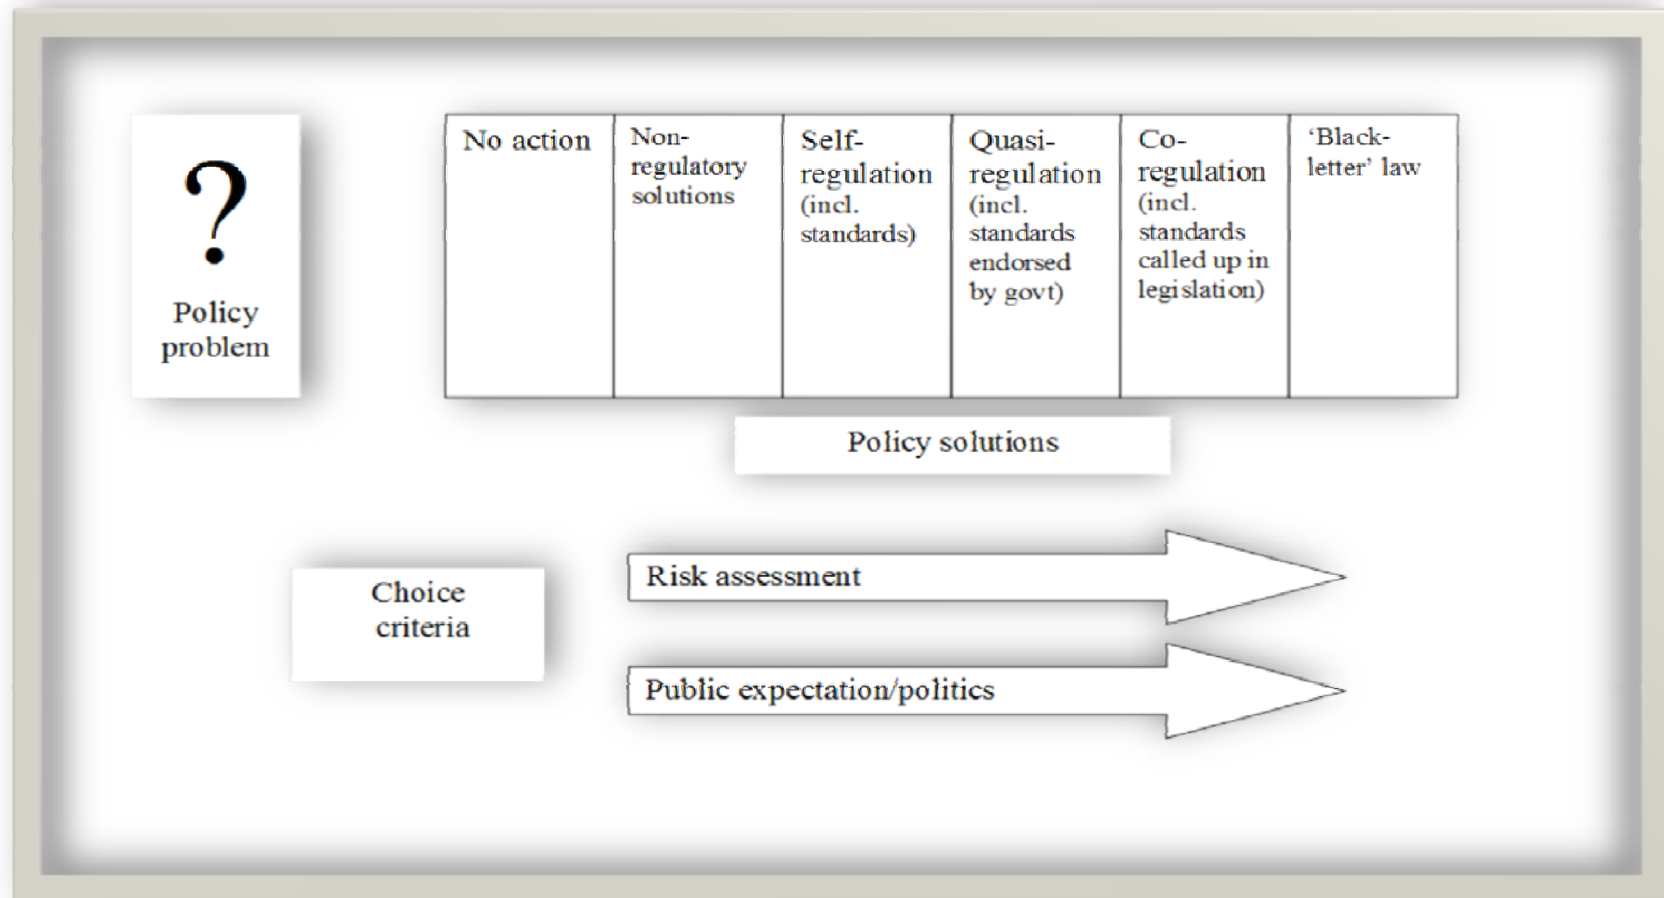 ?
Policy
problem
No action
Non-
regulatory
solutions
Self-
regulation
(incl.
standards)
Quasi-
regulation
(incl.
standards
endorsed
by govt)
Co-
regulation
(incl.
standards
called up in
legislation)
‘Black-
letter’ law
Policy solutions
Choice
criteria
Risk assessment
Public expectation/politics